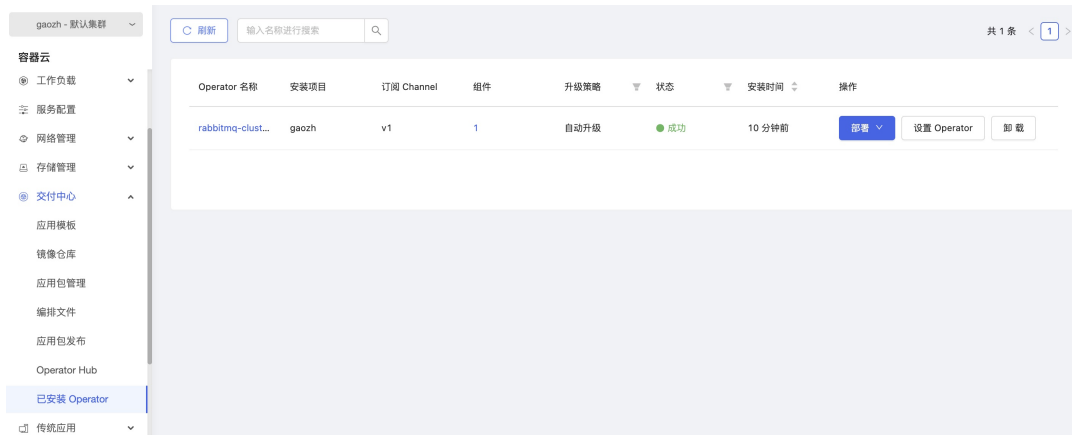 gaozh - 默认集群
容器云
工作负载
服务配置
网络管理
存储管理
交付中心
应用模板
镜像仓库
应用包管理
编排文件
应用包发布
Operator Hub
已安装 Operator
传统应用
刷新 输入名称进行搜索 共 1 条 < 1 >
Operator 名称 安装项目 订阅 Channel 组件 升级策略 状态 安装时间 操作
rabbitmq-clust... gaozh v1 1 自动升级 成功 10 分钟前 部署 设置 Operator 卸 载